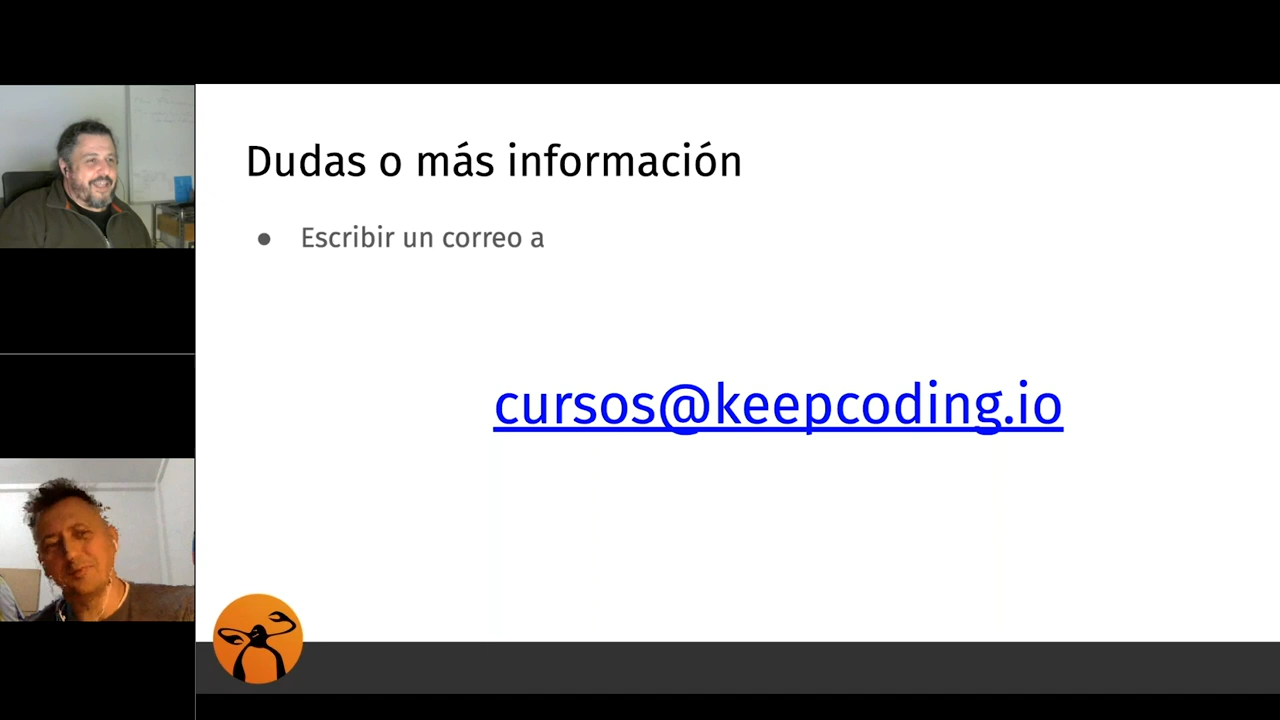 Dudas o más información
● Escribir un correo a
cursos@keepcoding.io